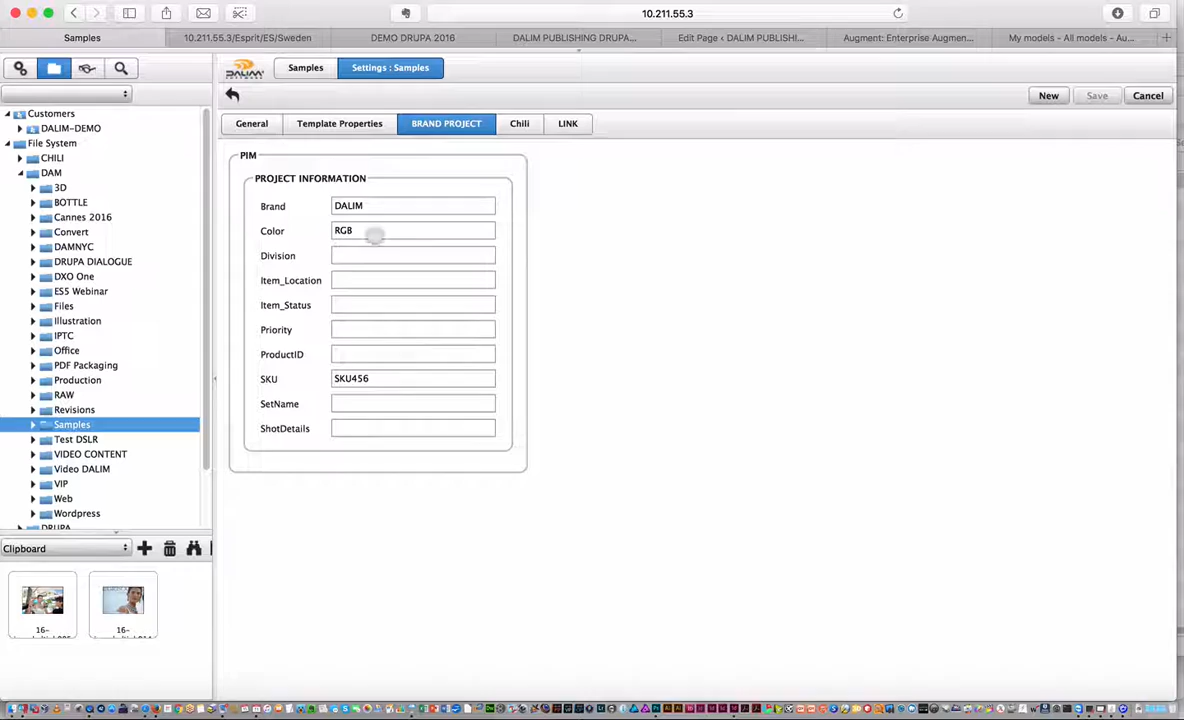 10.211.55.3
Samples
10.211.55.3/Esprit/ES/Sweden
DEMO DRUPA 2016
DALIM PUBLISHING DRUPA...
Edit Page ‹ DALIM PUBLISHI...
Augment: Enterprise Augmen...
My models - All models - Au...
DALIM
SOFTWARE
Samples
Settings : Samples
New
Save
Cancel
General
Template Properties
BRAND PROJECT
Chili
LINK
Customers
DALIM-DEMO
File System
CHILI
DAM
3D
BOTTLE
Cannes 2016
Convert
DAMNYC
DRUPA DIALOGUE
DXO One
ES5 Webinar
Files
Illustration
IPTC
Office
PDF Packaging
Production
RAW
Revisions
Samples
Test DSLR
VIDEO CONTENT
Video DALIM
VIP
Web
Wordpress
DRUPA
PIM
PROJECT INFORMATION
Brand DALIM
Color RGB
Division
Item_Location
Item_Status
Priority
ProductID
SKU SKU456
SetName
ShotDetails
Clipboard
16-
16-